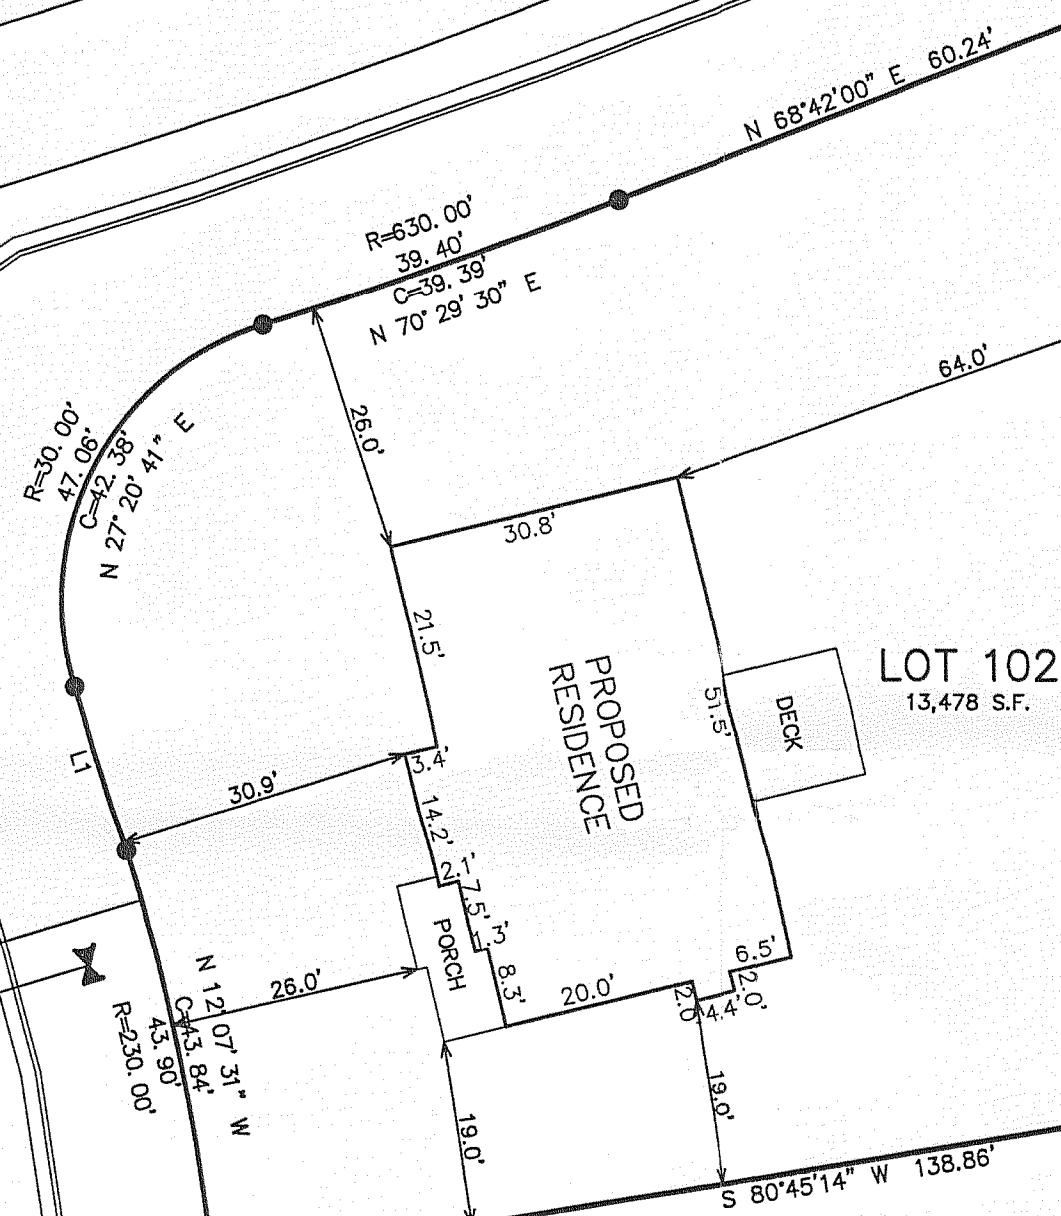 N 68°42'00" E 60.24'
R=630. 00'
39. 40'
C=39. 39'
N 70° 29' 30" E
64.0'
26.0'
R=30. 00'
47. 06'
C=42. 38'
N 27° 20' 41" E
30.8'
21.5'
PROPOSED
RESIDENCE
LOT 102
13,478 S.F.
51.5'
DECK
L1
30.9'
3.4'
14.2'
2.1'
7.5'
PORCH
8.3'
6.5'
2.0'
4.4'
2.0'
20.0'
26.0'
N 12° 07' 31" W
C=43. 84'
43. 90'
R=230. 00'
19.0'
19.0'
S 80°45'14" W 138.86'